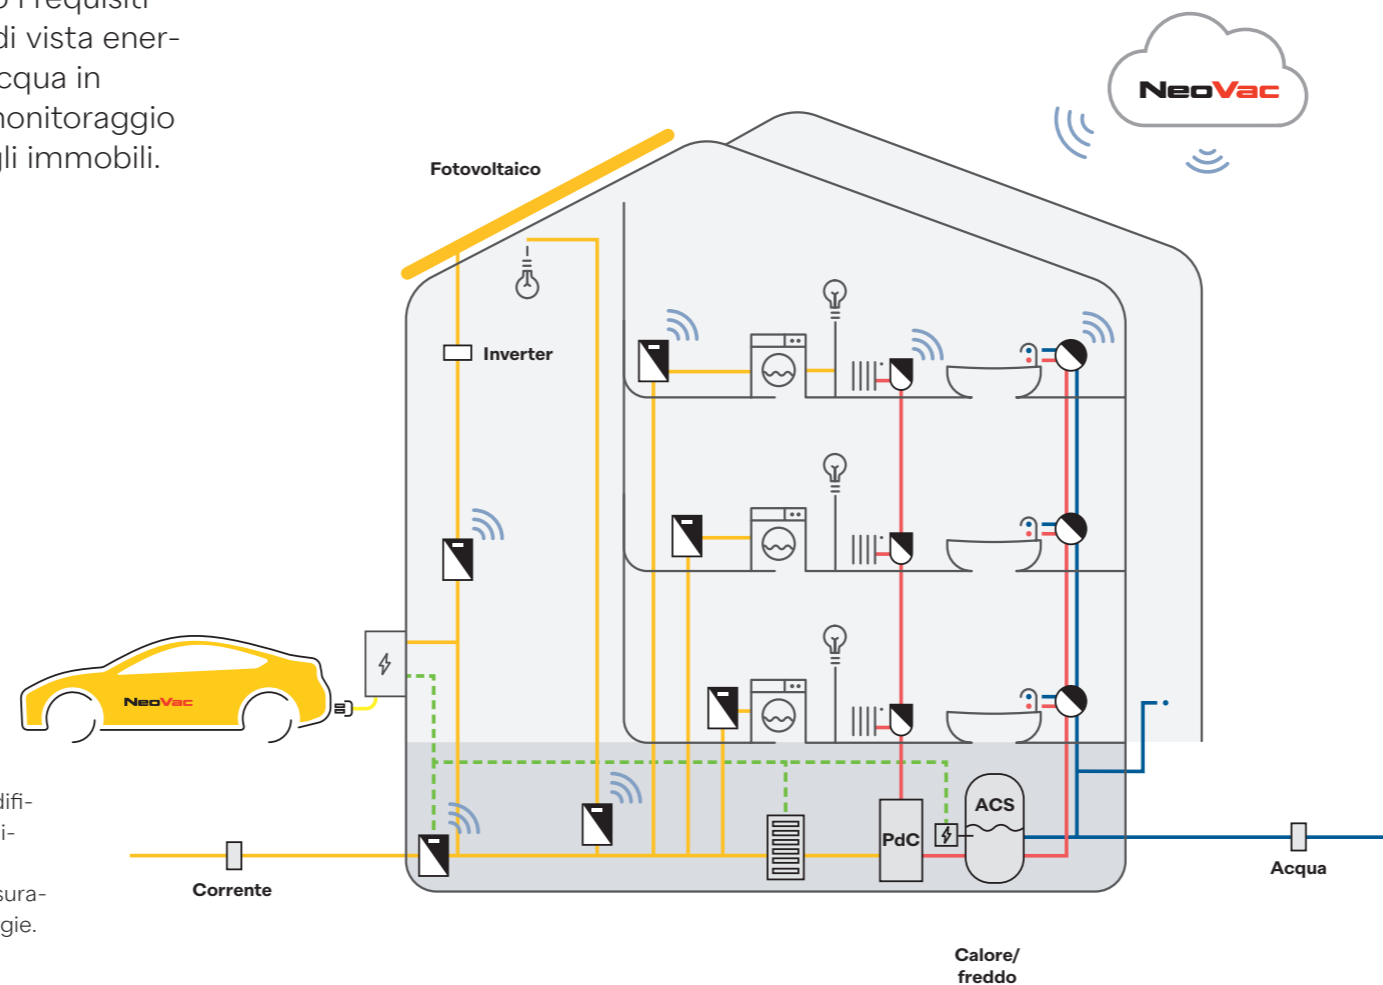 i requisiti
di vista ener-
cqua in
monitoraggio
gli immobili.
NeoVac
Fotovoltaico
Inverter
NeoVac
difi-
i-
sura-
gie.
ACS
PdC
Corrente
Acqua
Calore/
freddo